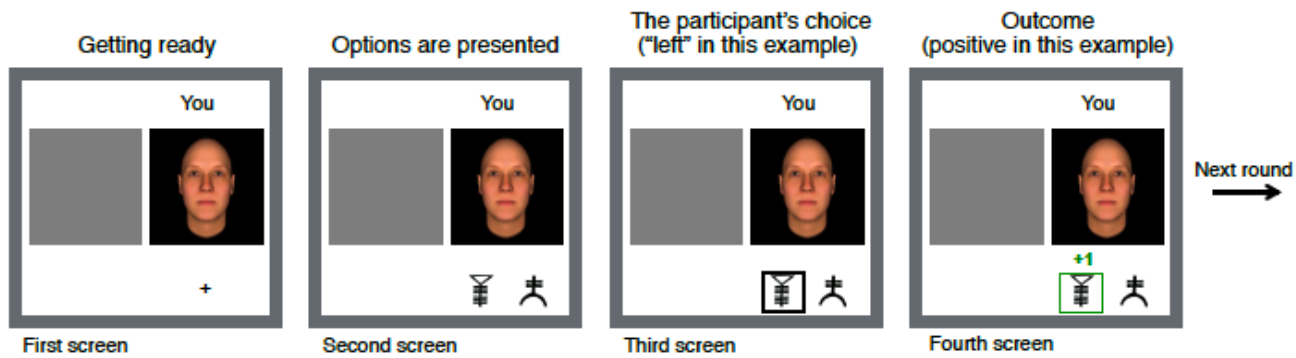 Getting ready
Options are presented
The participant's choice
("left" in this example)
Outcome
(positive in this example)
You
You
You
You
+
+1
Next round
First screen
Second screen
Third screen
Fourth screen